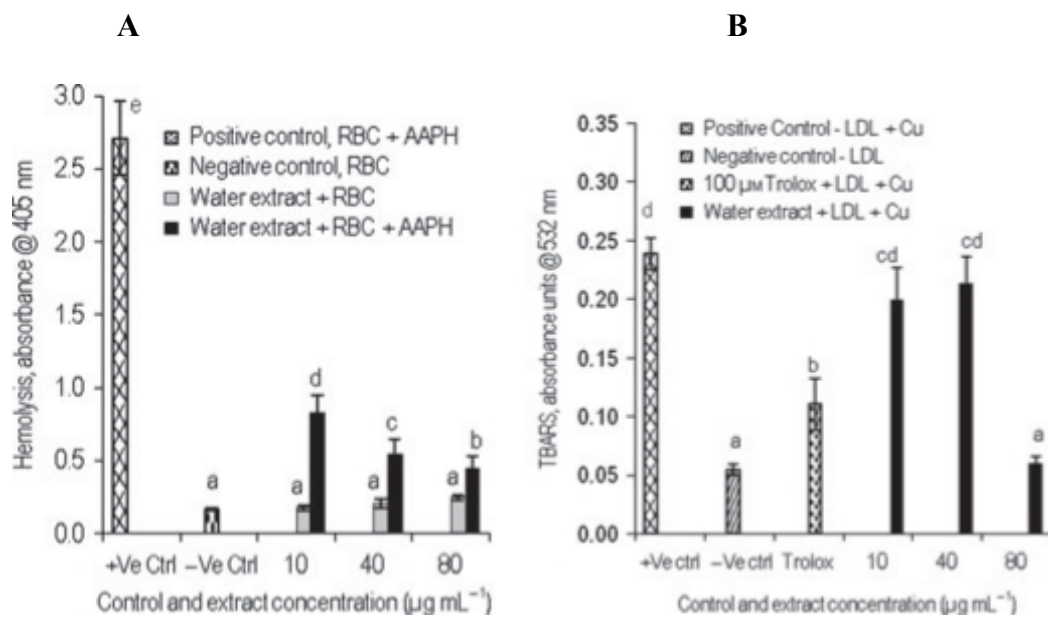 A
B
Hemolysis, absorbance @ 405 nm
3.0
2.5
2.0
1.5
1.0
0.5
0.0
e
Positive control, RBC + AAPH
Negative control, RBC
Water extract + RBC
Water extract + RBC + AAPH
a
a
d
a
c
a
b
+Ve Ctrl
−Ve Ctrl
10
40
80
Control and extract concentration (µg mL⁻¹)
TBARS, absorbance units @ 532 nm
0.35
0.30
0.25
0.20
0.15
0.10
0.05
0.00
Positive Control - LDL + Cu
Negative control - LDL
100 µM Trolox + LDL + Cu
Water extract + LDL + Cu
d
a
b
cd
cd
a
+Ve ctrl
−Ve ctrl
Trolox
10
40
80
Control and extract concentration (µg mL⁻¹)